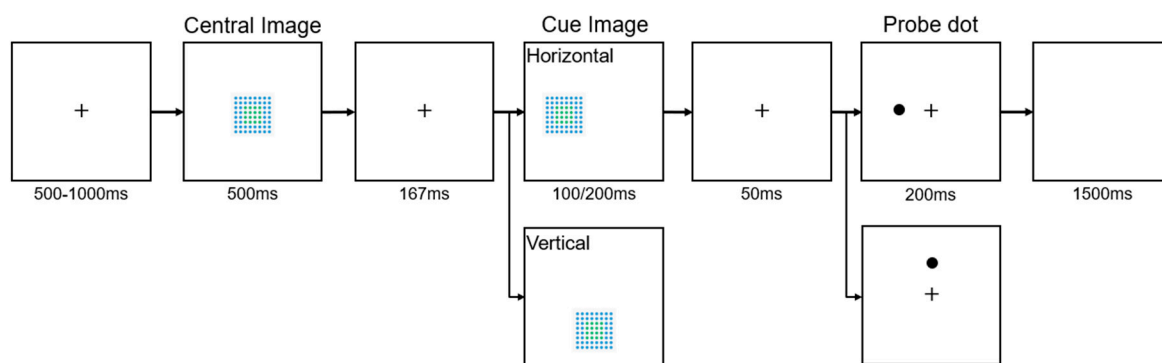 Central Image
Cue Image
Probe dot
Horizontal
500-1000ms
500ms
167ms
100/200ms
50ms
200ms
1500ms
Vertical